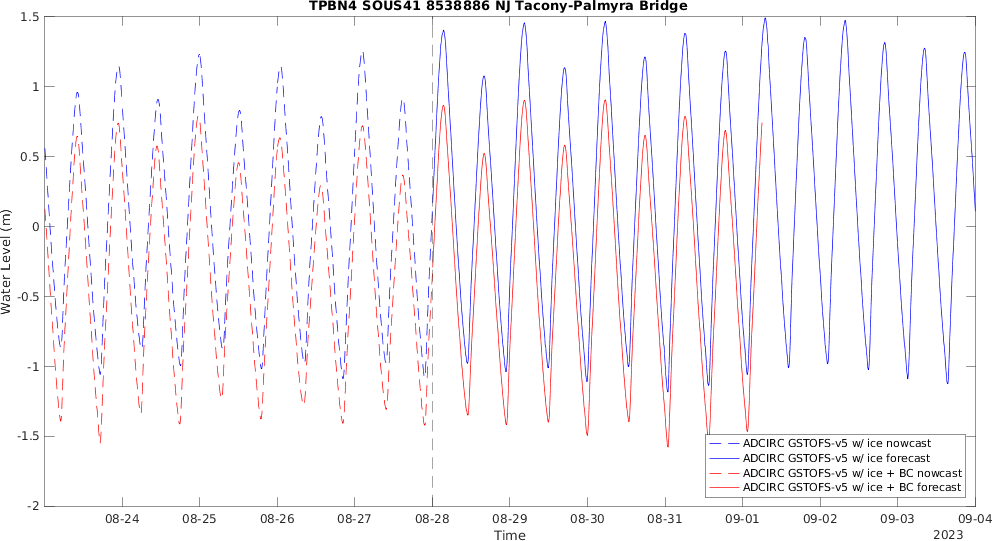 TPBN4 SOUS41 8538886 NJ Tacony-Palmyra Bridge
1.5
1
0.5
0
-0.5
-1
-1.5
-2
Water Level (m)
08-24 08-25 08-26 08-27 08-28 08-29 08-30 08-31 09-01 09-02 09-03 09-04
Time
2023
ADCIRC GSTOFS-v5 w/ ice nowcast
ADCIRC GSTOFS-v5 w/ ice forecast
ADCIRC GSTOFS-v5 w/ ice + BC nowcast
ADCIRC GSTOFS-v5 w/ ice + BC forecast